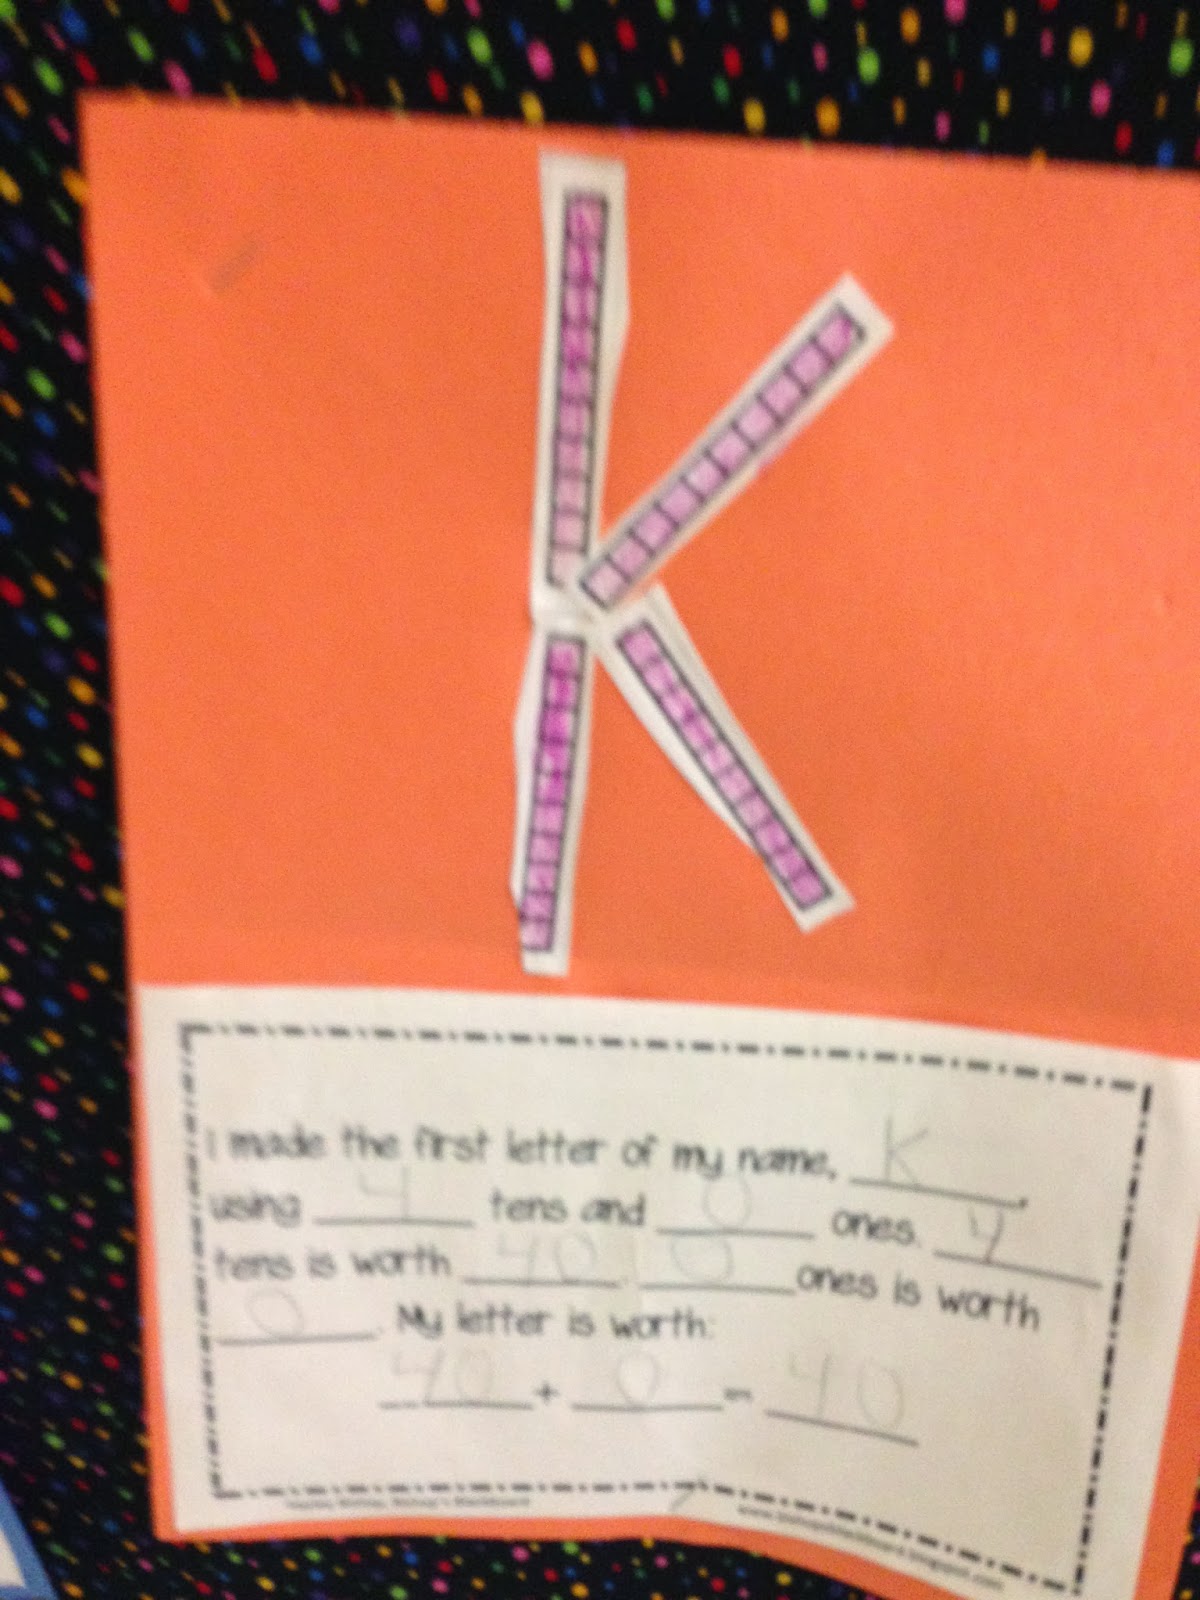 I made the first letter of my name, K,
using 4 tens and 0 ones. 4
tens is worth 40. 0 ones is worth
0. My letter is worth:
40 + 0 = 40